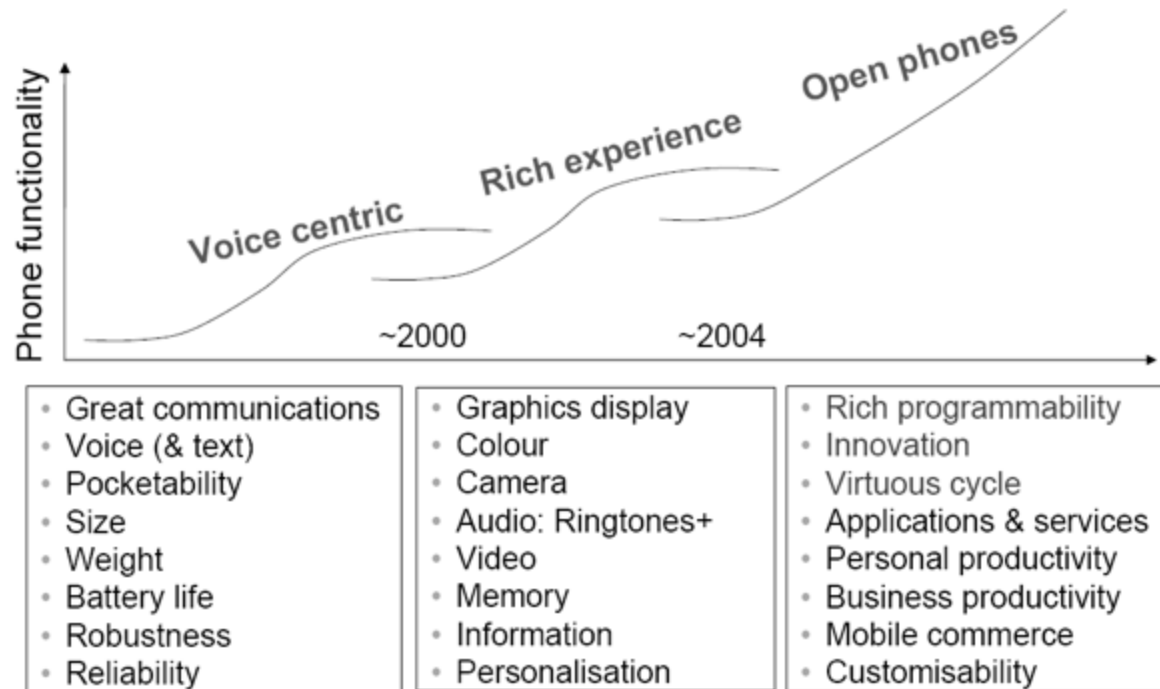 Phone functionality
Voice centric
Rich experience
Open phones
~2000
~2004
Great communications
Voice (& text)
Pocketability
Size
Weight
Battery life
Robustness
Reliability
Graphics display
Colour
Camera
Audio: Ringtones+
Video
Memory
Information
Personalisation
Rich programmability
Innovation
Virtuous cycle
Applications & services
Personal productivity
Business productivity
Mobile commerce
Customisability